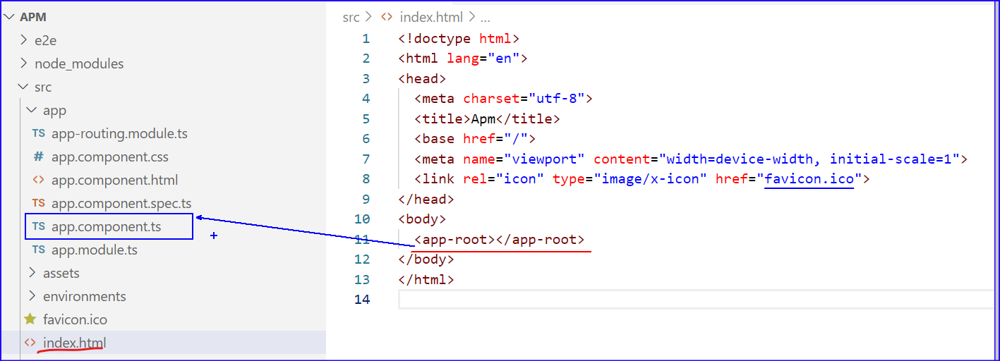 APM
e2e
node_modules
src
app
TS app-routing.module.ts
# app.component.css
<> app.component.html
TS app.component.spec.ts
TS app.component.ts
TS app.module.ts
assets
environments
favicon.ico
<> index.html
src > <> index.html > ...
1 <!doctype html>
2 <html lang="en">
3 <head>
4 <meta charset="utf-8">
5 <title>Apm</title>
6 <base href="/">
7 <meta name="viewport" content="width=device-width, initial-scale=1">
8 <link rel="icon" type="image/x-icon" href="favicon.ico">
9 </head>
10 <body>
11 <app-root></app-root>
12 </body>
13 </html>
14